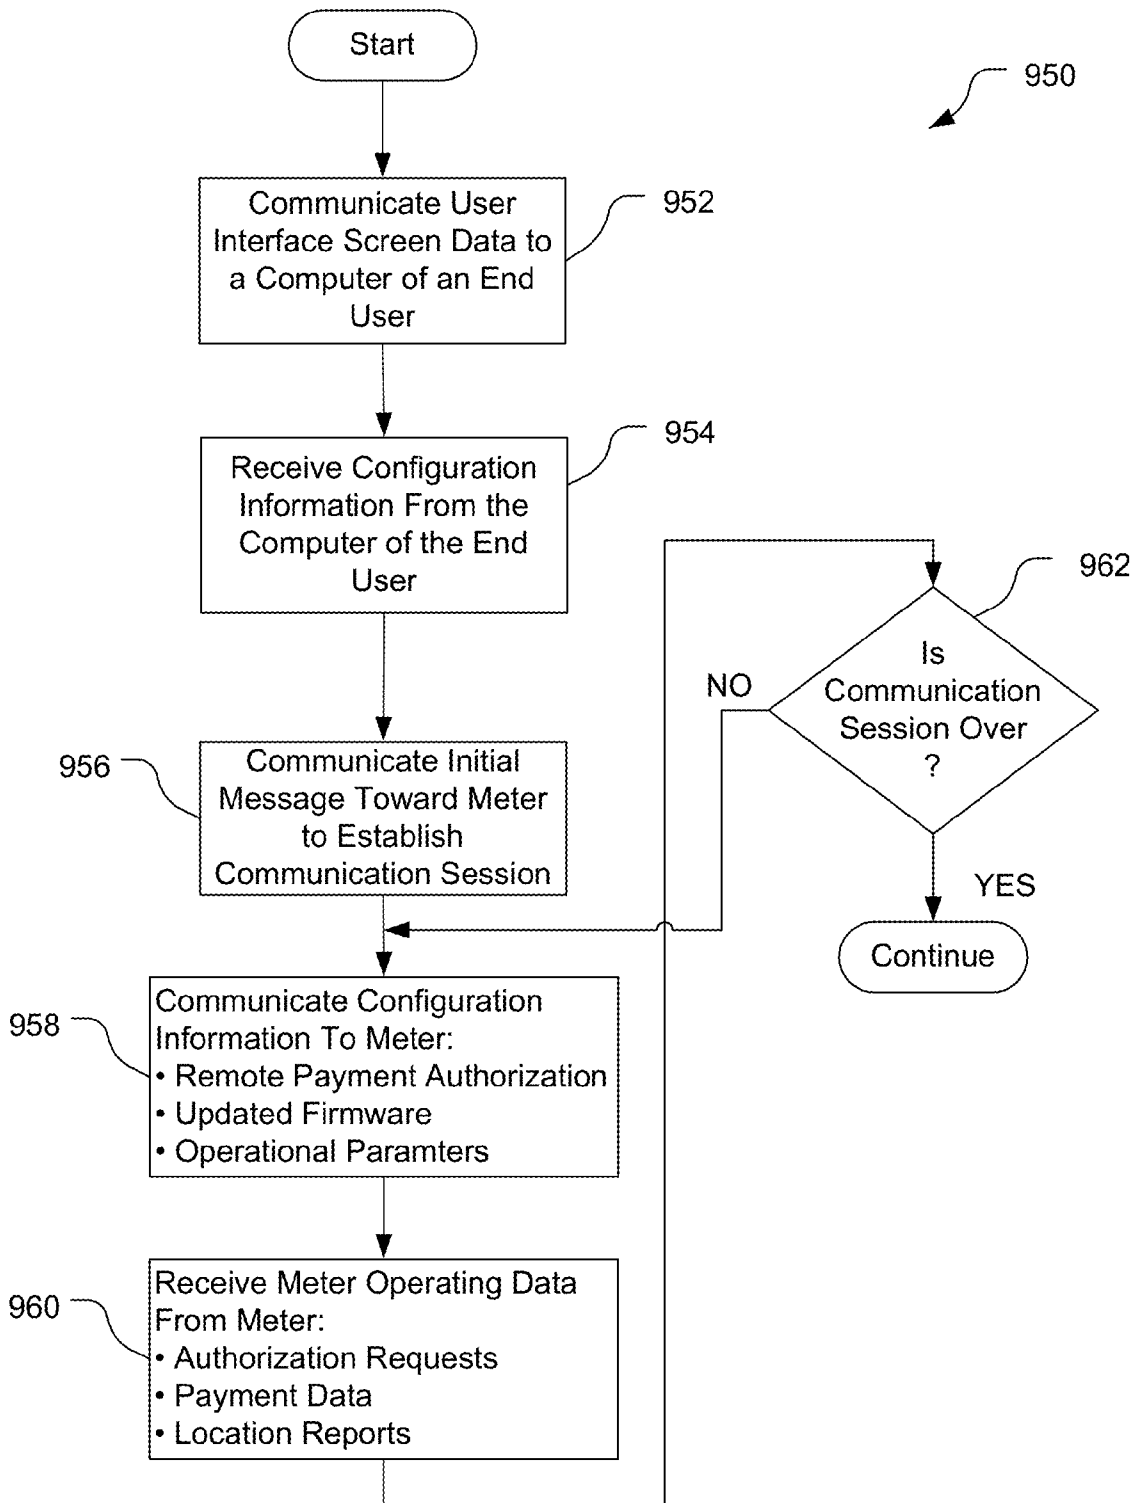 Start
950
Communicate User
Interface Screen Data to
a Computer of an End
User
952
Receive Configuration
Information From the
Computer of the End
User
954
956
Communicate Initial
Message Toward Meter
to Establish
Communication Session
958
Communicate Configuration
Information To Meter:
• Remote Payment Authorization
• Updated Firmware
• Operational Paramters
960
Receive Meter Operating Data
From Meter:
• Authorization Requests
• Payment Data
• Location Reports
962
Is
Communication
Session Over
?
NO
YES
Continue